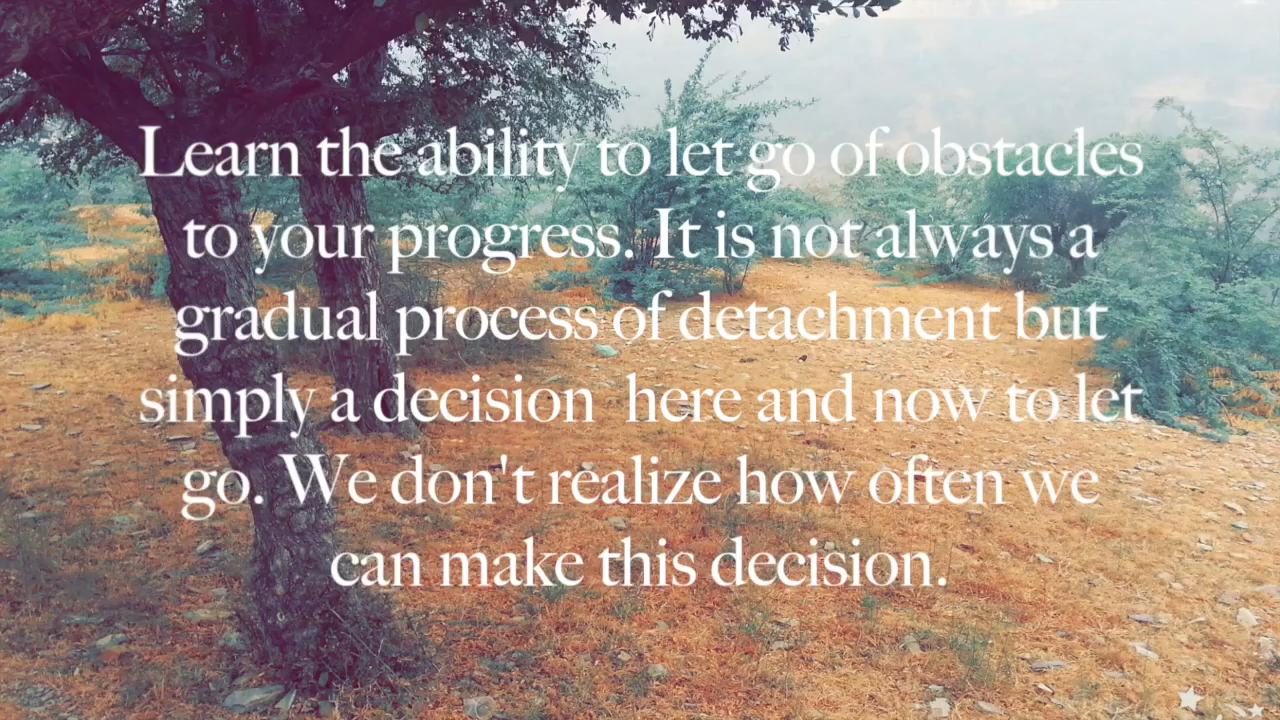 Learn the ability to let go of obstacles
to your progress. It is not always a
gradual process of detachment but
simply a decision  here and now to let
go. We don't realize how often we
can make this decision.